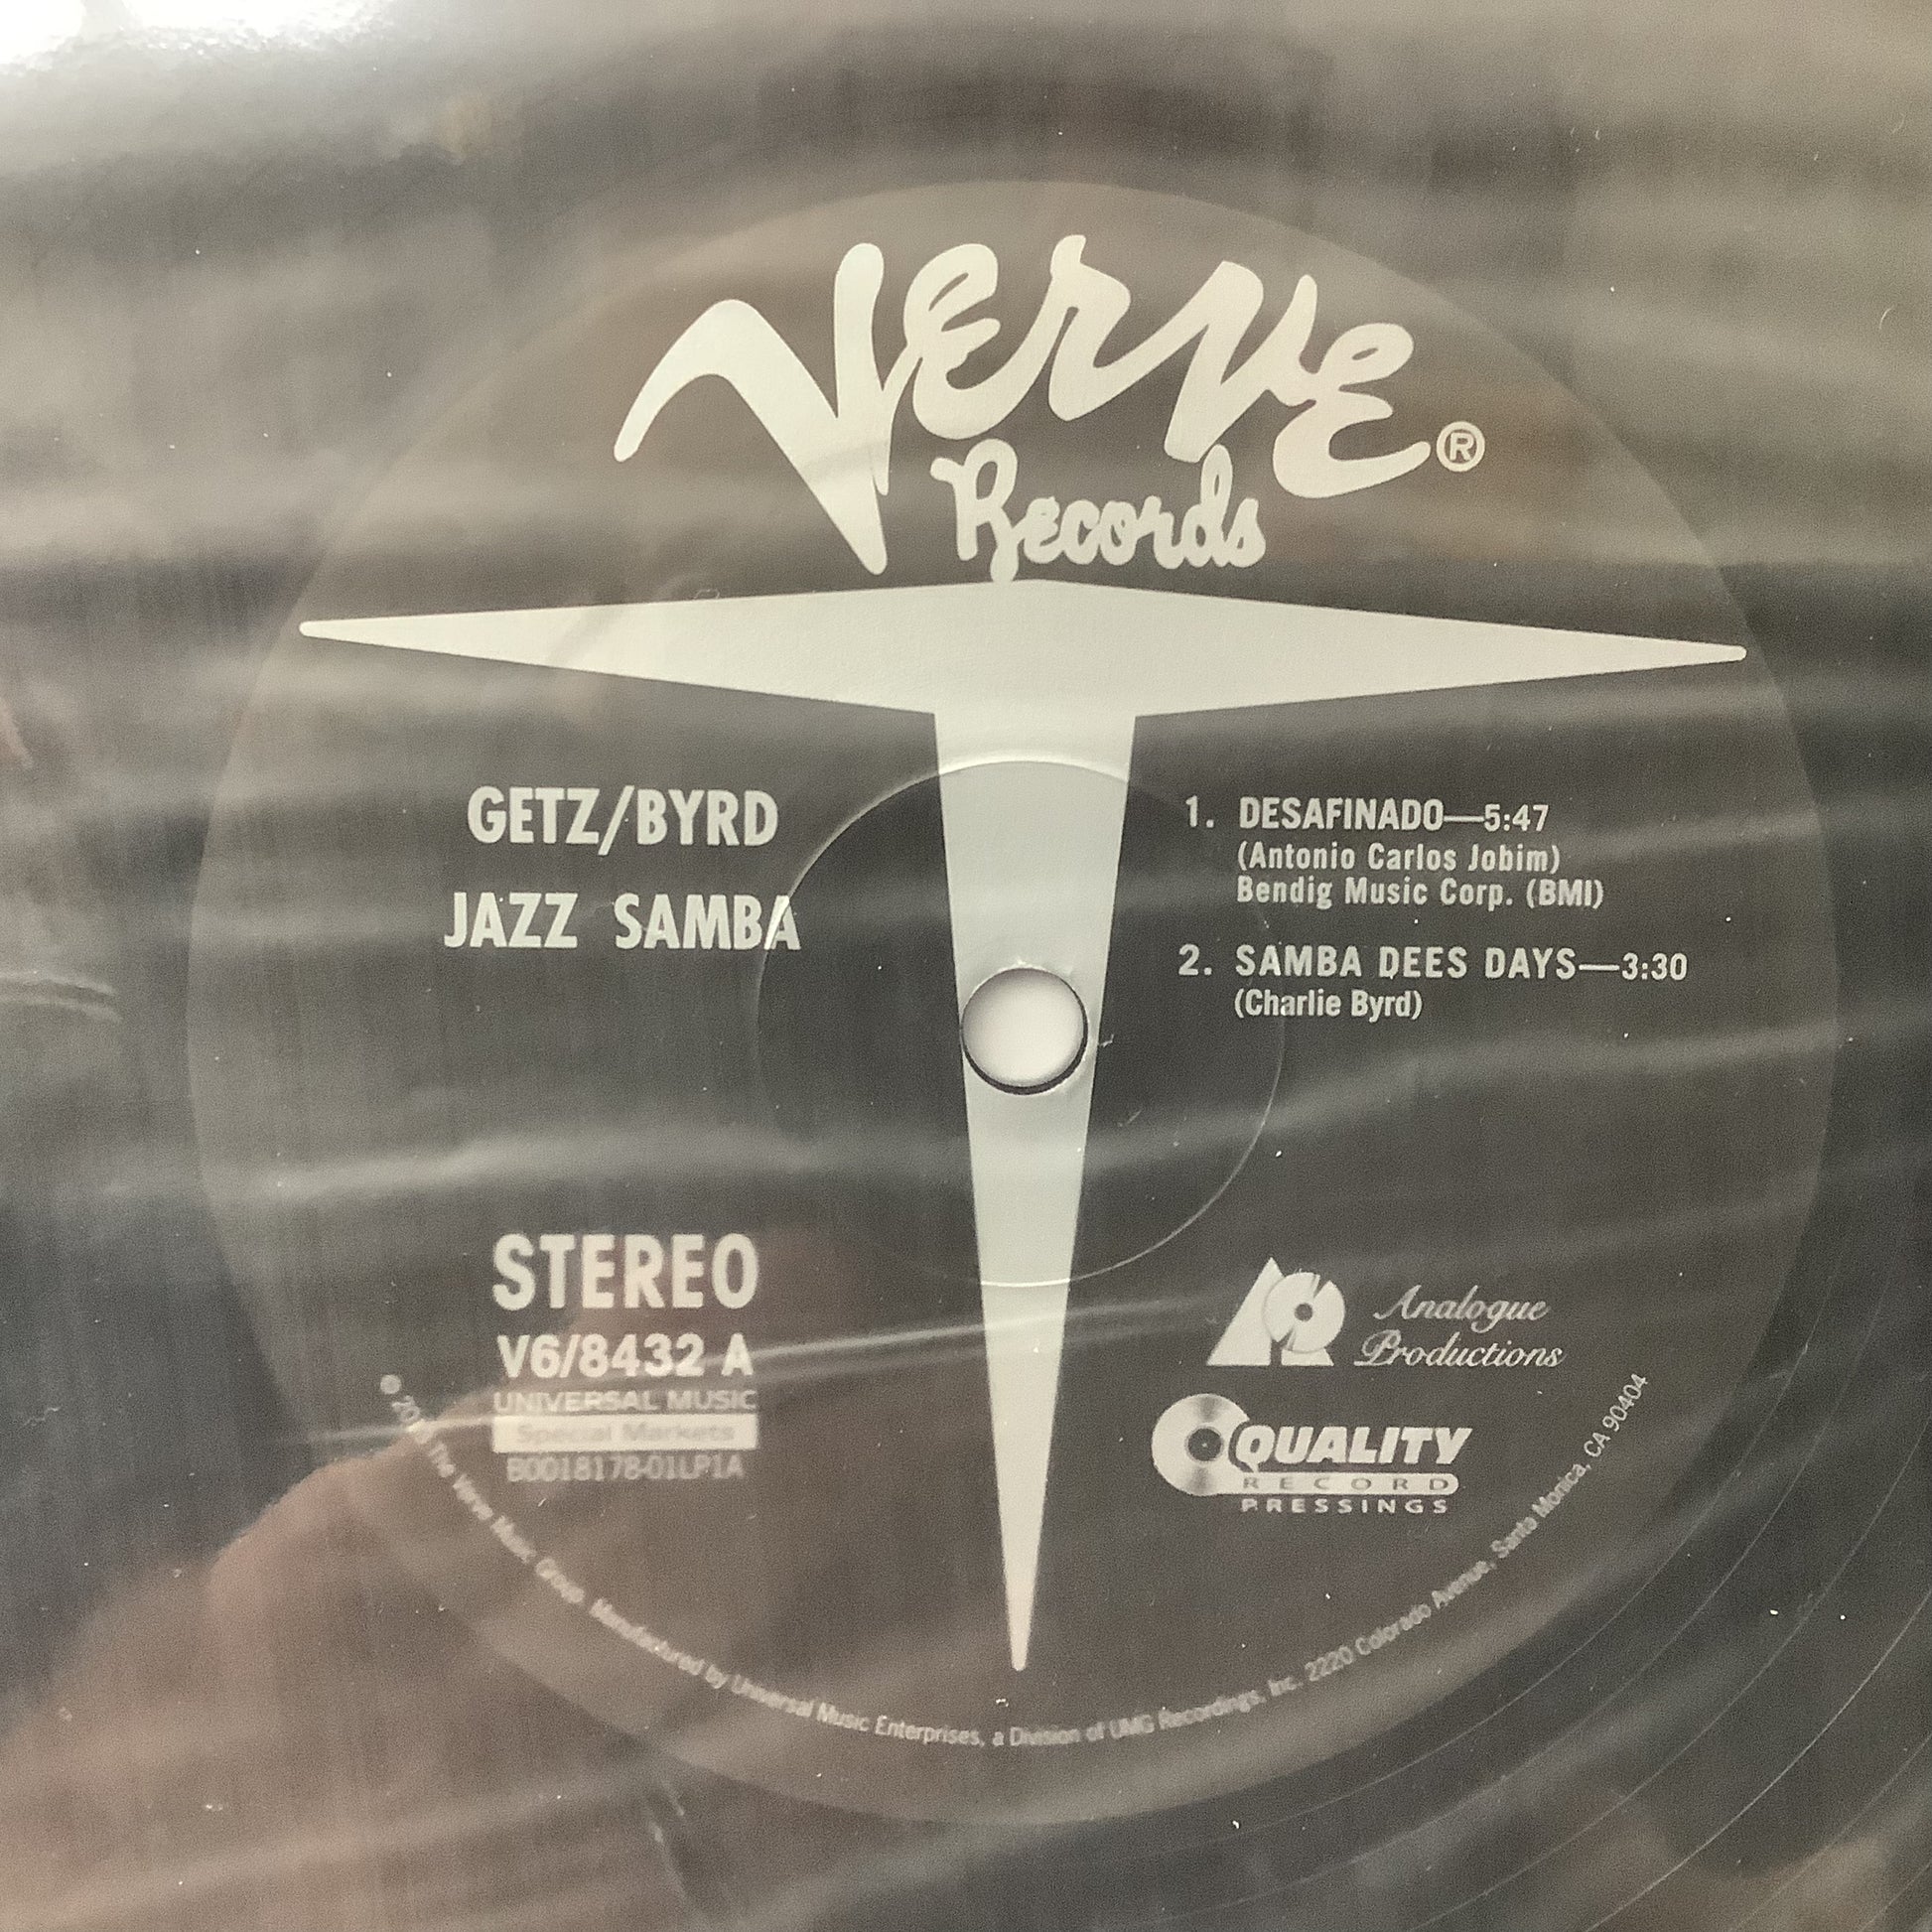 Verve®
Records
GETZ/BYRD
JAZZ SAMBA
1. DESAFINADO—5:47
(Antonio Carlos Jobim)
Bendig Music Corp. (BMI)
2. SAMBA DEES DAYS—3:30
(Charlie Byrd)
STEREO
V6/8432 A
UNIVERSAL MUSIC
Special Markets
B0018178-01LP1A
Analogue
Productions
QUALITY
RECORD
PRESSINGS
The Verve Music Group. Manufactured by Universal Music Enterprises, a Division of UMG Recordings, Inc. 2220 Colorado Avenue, Santa Monica, CA 90404